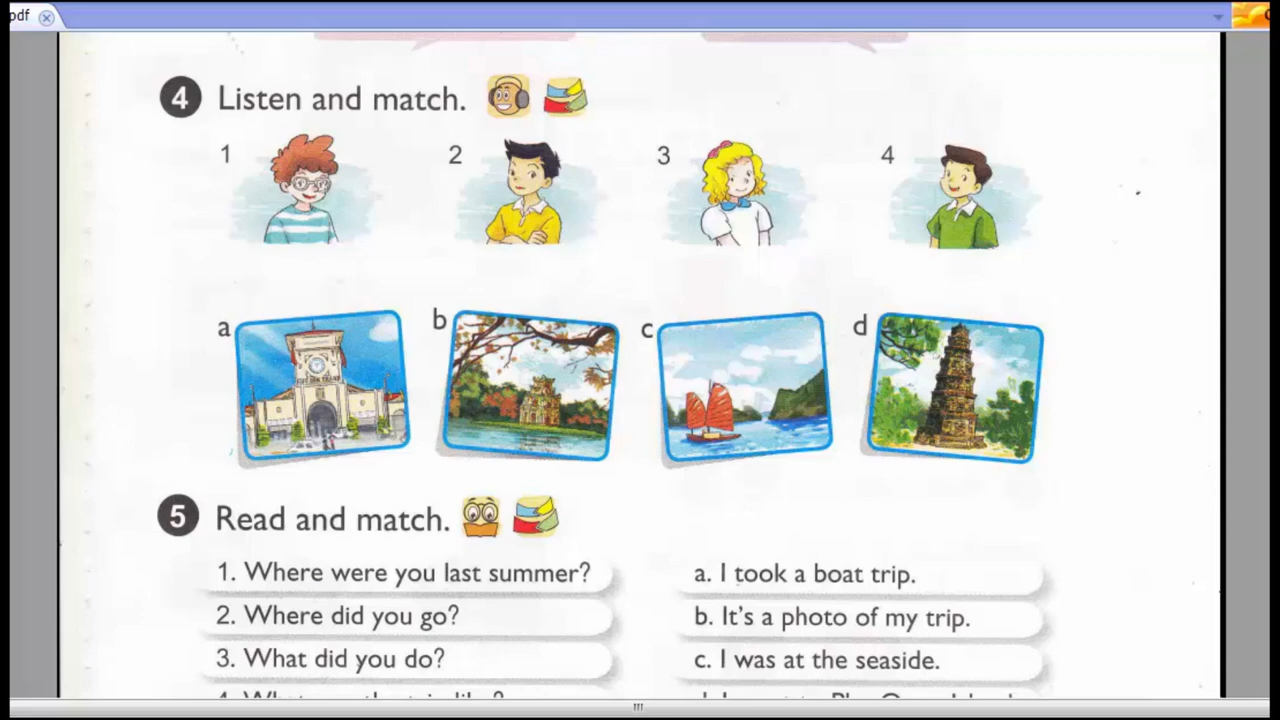 pdf
4 Listen and match.
1
2
3
4
a
b
c
d
5 Read and match.
1. Where were you last summer?
a. I took a boat trip.
2. Where did you go?
b. It's a photo of my trip.
3. What did you do?
c. I was at the seaside.